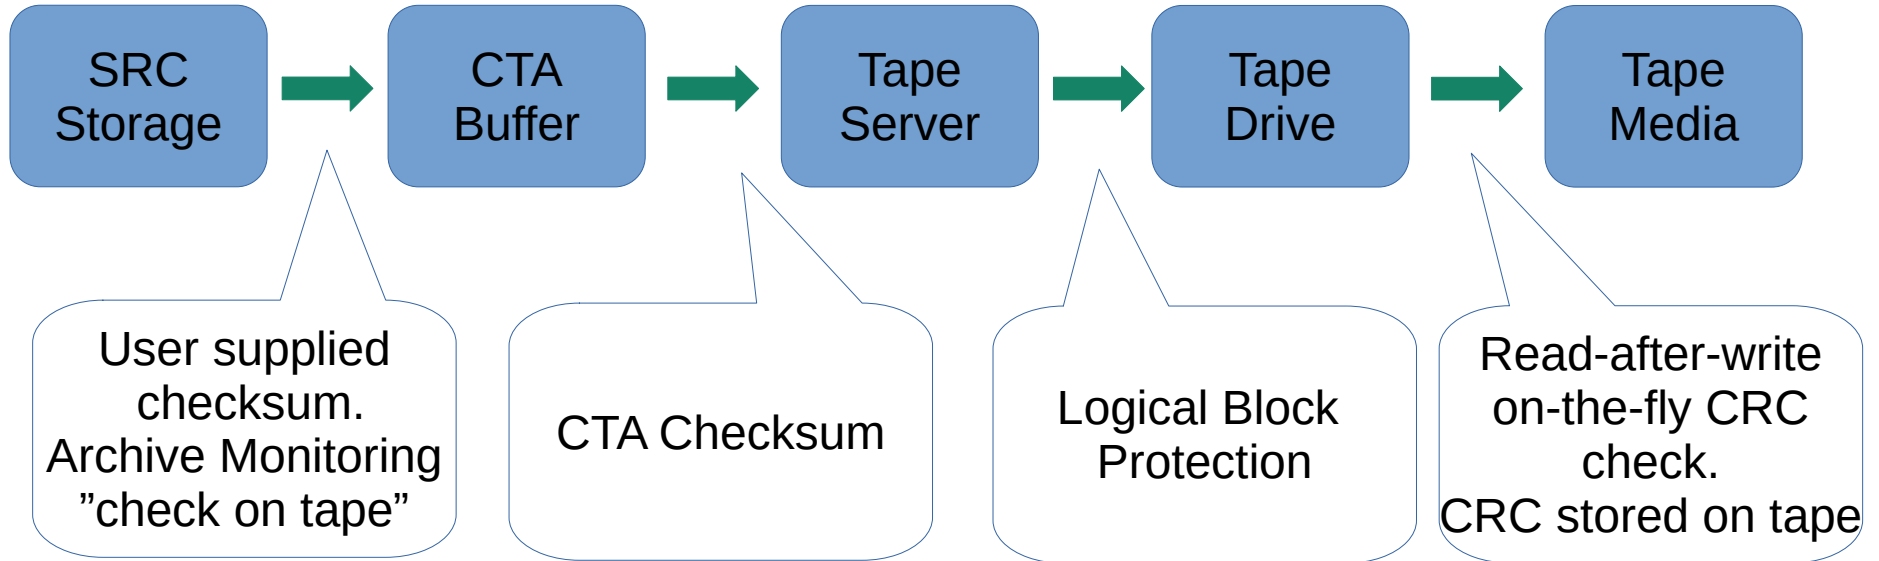 SRC
Storage
CTA
Buffer
Tape
Server
Tape
Drive
Tape
Media
User supplied
checksum.
Archive Monitoring
”check on tape”
CTA Checksum
Logical Block
Protection
Read-after-write
on-the-fly CRC
check.
CRC stored on tape